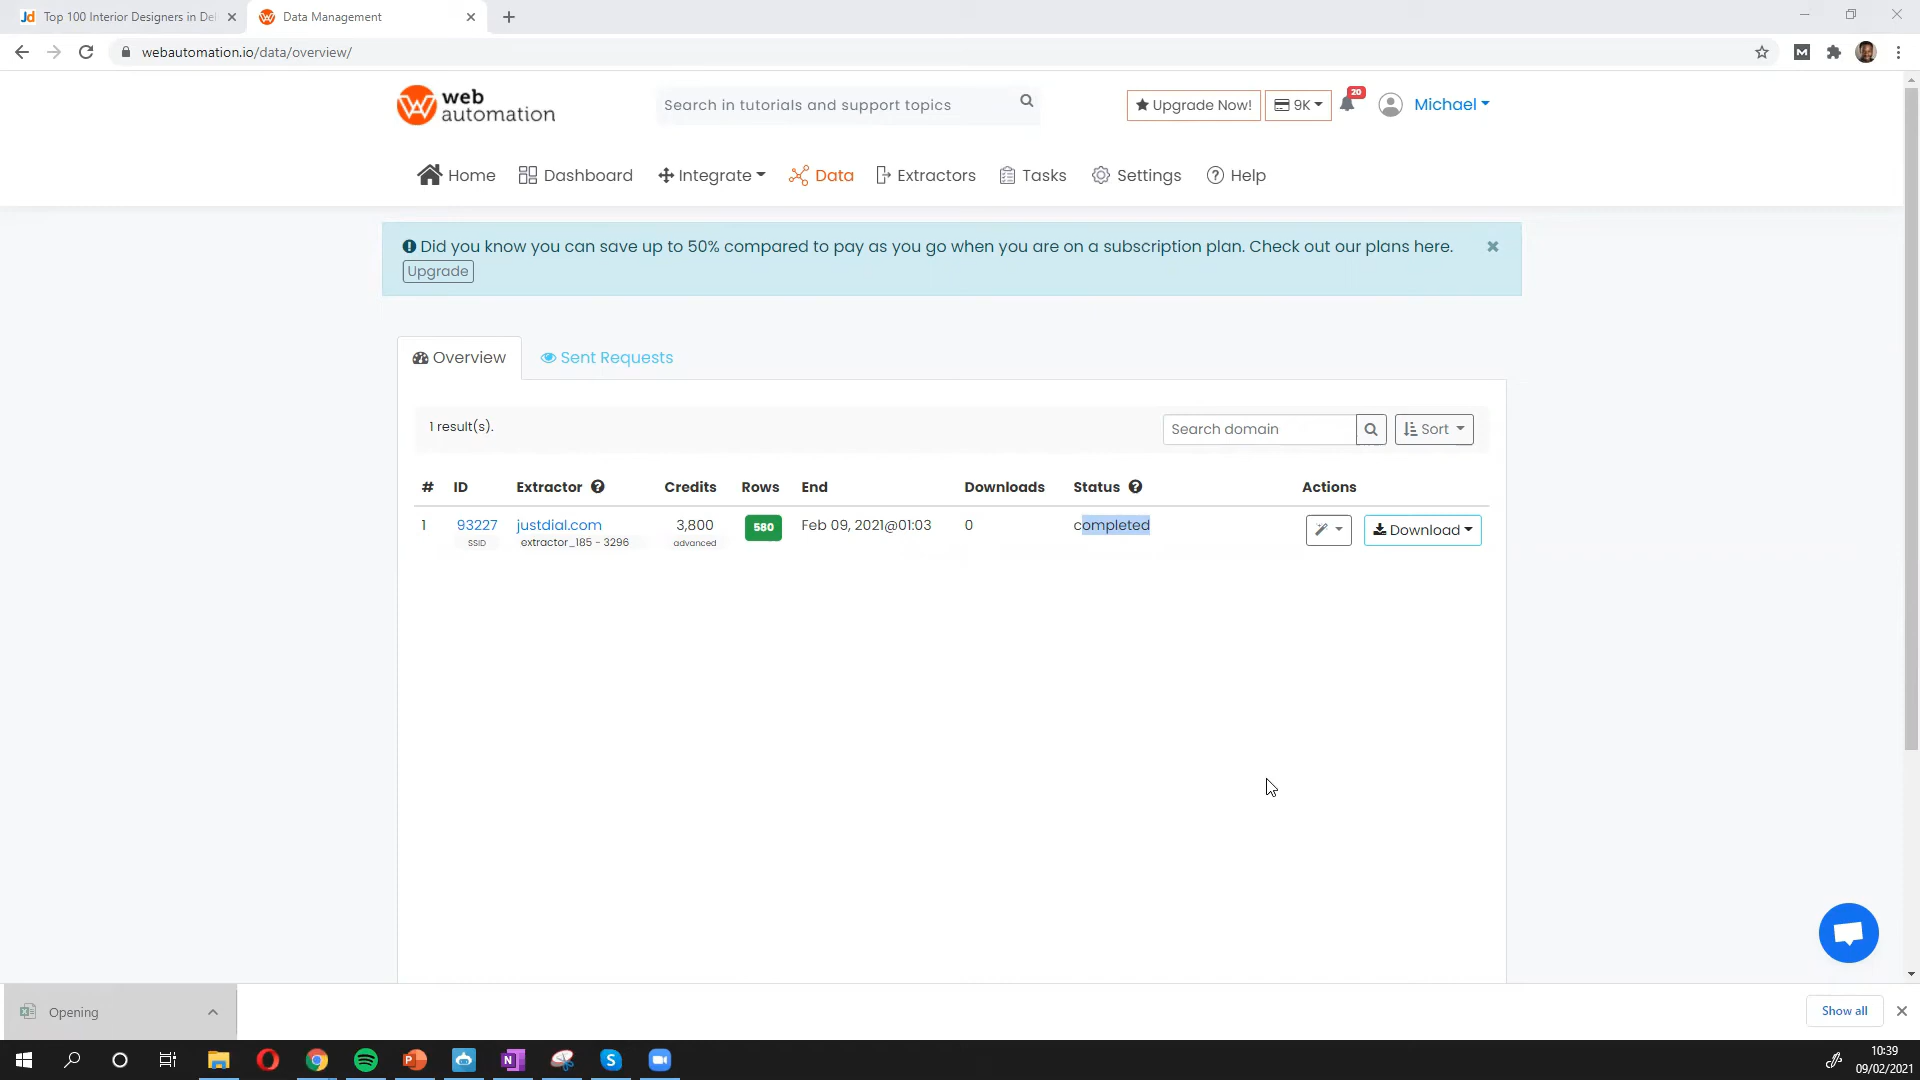 Top 100 Interior Designers in Del
Data Management
webautomation.io/data/overview/
web automation
Search in tutorials and support topics
Upgrade Now!
9K
20
Michael
Home
Dashboard
Integrate
Data
Extractors
Tasks
Settings
Help
Did you know you can save up to 50% compared to pay as you go when you are on a subscription plan. Check out our plans here.
Upgrade
Overview
Sent Requests
1 result(s).
Search domain
Sort
# ID Extractor Credits Rows End Downloads Status Actions
1 93227 justdial.com 3,800 580 Feb 09, 2021@01:03 0 completed Download
SSID extractor_185 - 3296 advanced
Opening
Show all
10:39
09/02/2021